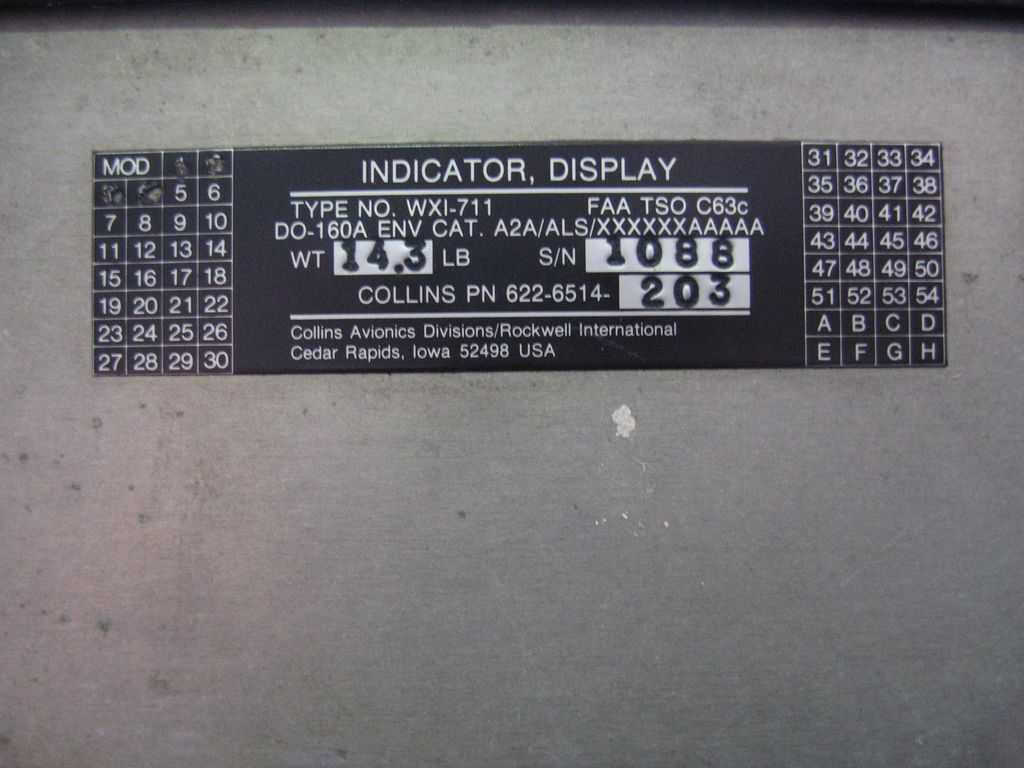 MOD
5 6
7 8 9 10
11 12 13 14
15 16 17 18
19 20 21 22
23 24 25 26
27 28 29 30
INDICATOR, DISPLAY
TYPE NO. WXI-711 FAA TSO C63c
DO-160A ENV CAT. A2A/ALS/XXXXXXAAAAA
WT 14.3 LB S/N 1088
COLLINS PN 622-6514- 203
Collins Avionics Divisions/Rockwell International
Cedar Rapids, Iowa 52498 USA
31 32 33 34
35 36 37 38
39 40 41 42
43 44 45 46
47 48 49 50
51 52 53 54
A B C D
E F G H